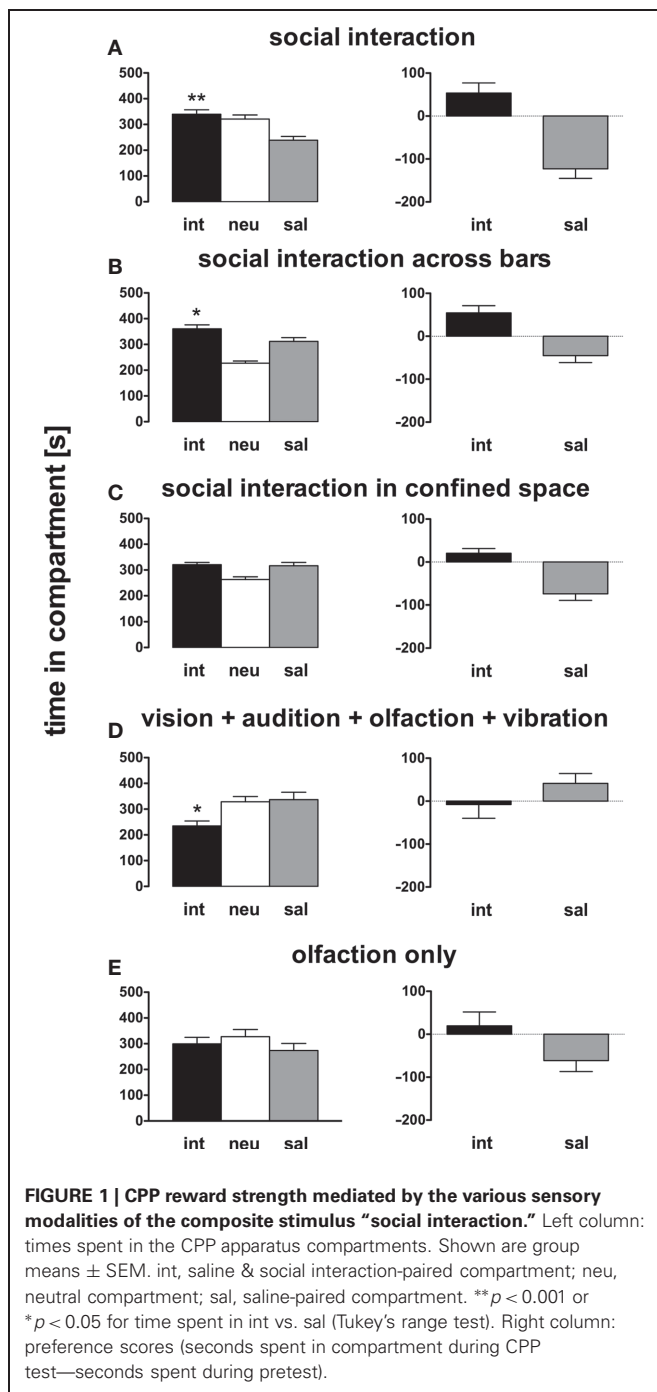 A
social interaction
500
400
300
200
100
0
**
int neu sal
100
0
-100
-200
int sal
B
social interaction across bars
500
400
300
200
100
0
*
int neu sal
100
0
-100
-200
int sal
time in compartment [s]
C
social interaction in confined space
500
400
300
200
100
0
int neu sal
100
0
-100
-200
int sal
D
vision + audition + olfaction + vibration
500
400
300
200
100
0
*
int neu sal
100
0
-100
-200
int sal
E
olfaction only
500
400
300
200
100
0
int neu sal
100
0
-100
-200
int sal
FIGURE 1 | CPP reward strength mediated by the various sensory
modalities of the composite stimulus “social interaction.” Left column:
times spent in the CPP apparatus compartments. Shown are group
means ± SEM. int, saline & social interaction-paired compartment; neu,
neutral compartment; sal, saline-paired compartment. **p < 0.001 or
*p < 0.05 for time spent in int vs. sal (Tukey’s range test). Right column:
preference scores (seconds spent in compartment during CPP
test—seconds spent during pretest).